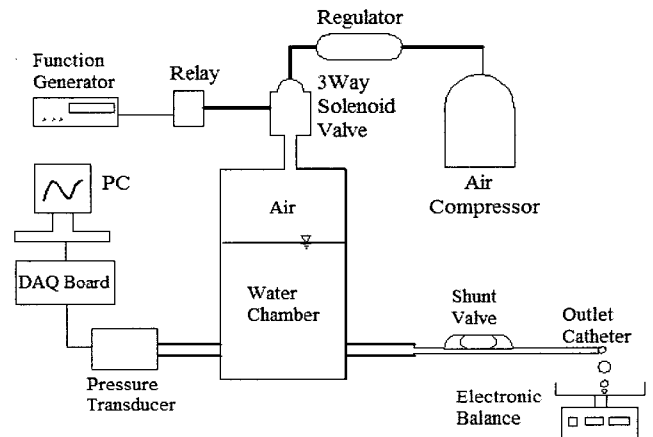 Regulator
Function
Generator
Relay
3Way
Solenoid
Valve
PC
Air
Air
Compressor
DAQ Board
Water
Chamber
Shunt
Valve
Outlet
Catheter
Pressure
Transducer
Electronic
Balance